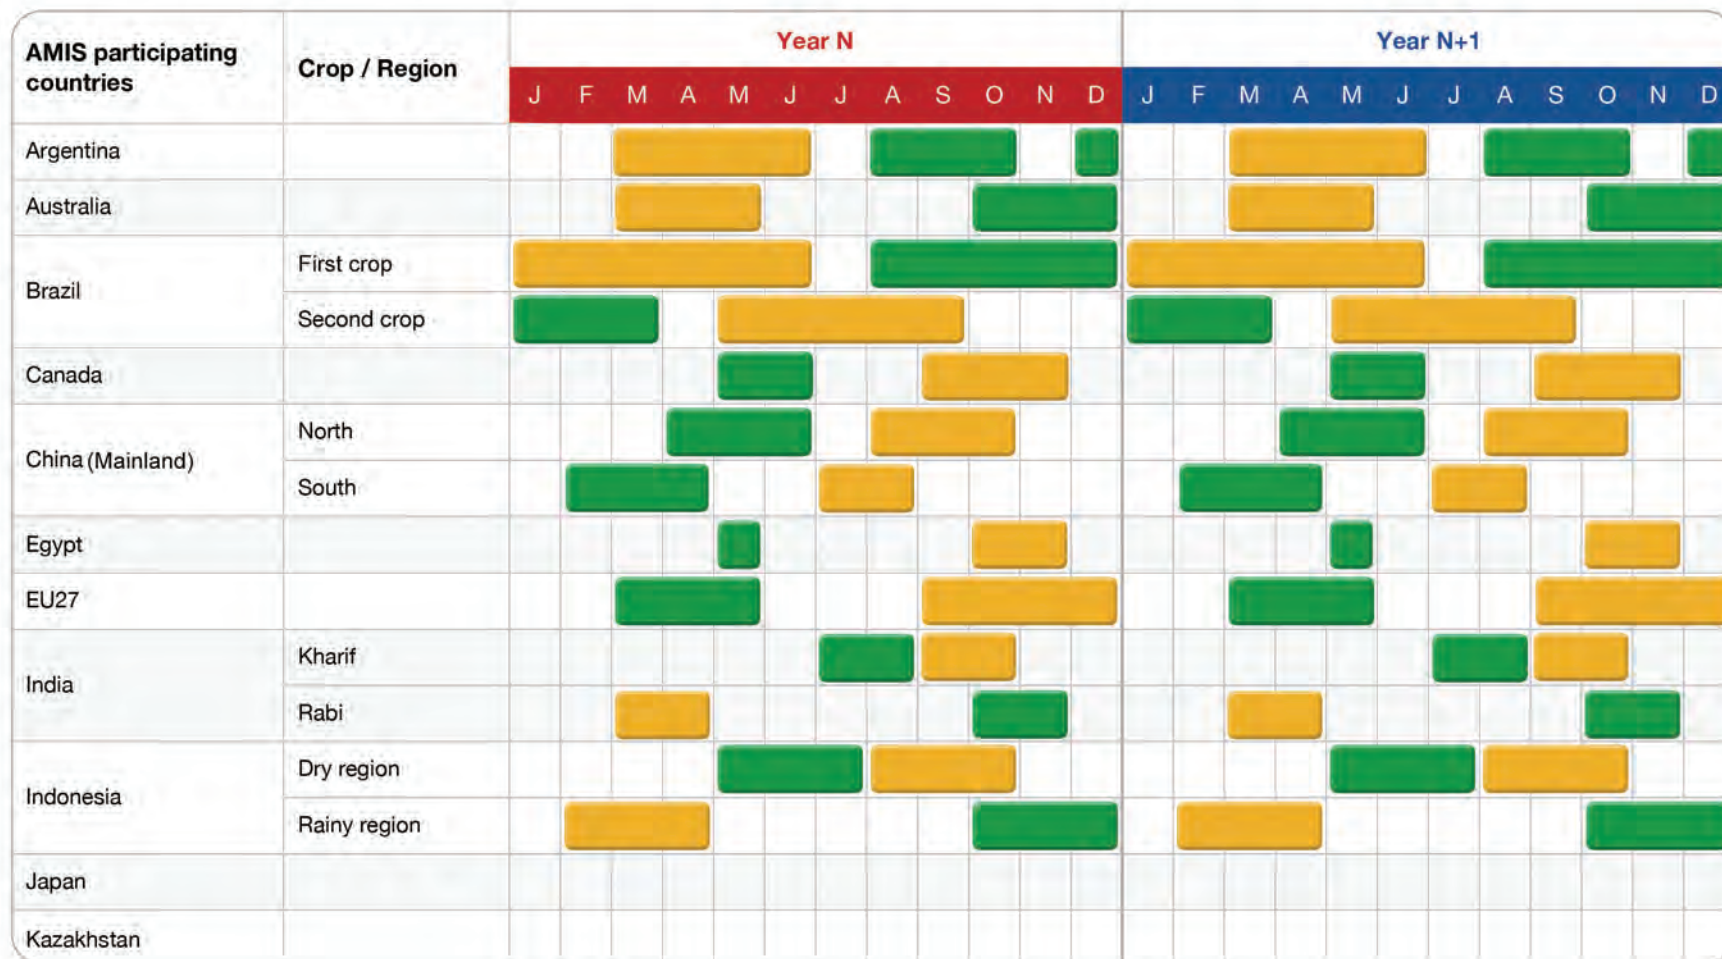 AMIS participating
countries
Crop / Region
Year N
Year N+1
J F M A M J J A S O N D J F M A M J J A S O N D
Argentina
Australia
Brazil
First crop
Second crop
Canada
China (Mainland)
North
South
Egypt
EU27
India
Kharif
Rabi
Indonesia
Dry region
Rainy region
Japan
Kazakhstan